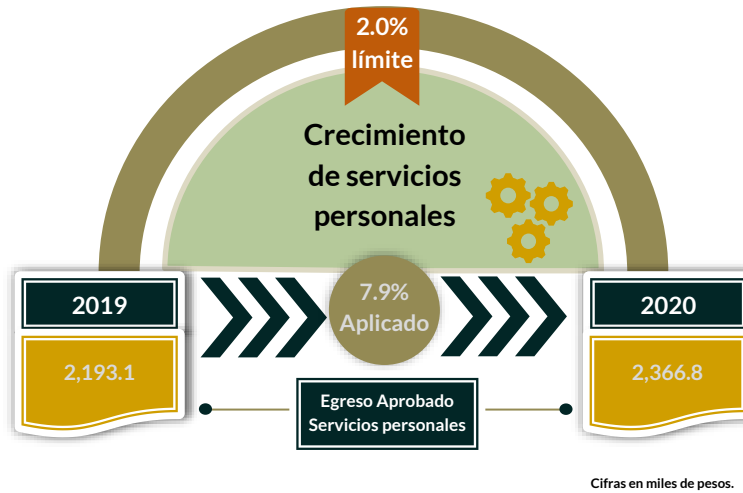 2.0%
límite
Crecimiento
de servicios
personales
2019
7.9%
Aplicado
2020
2,193.1
2,366.8
Egreso Aprobado
Servicios personales
Cifras en miles de pesos.